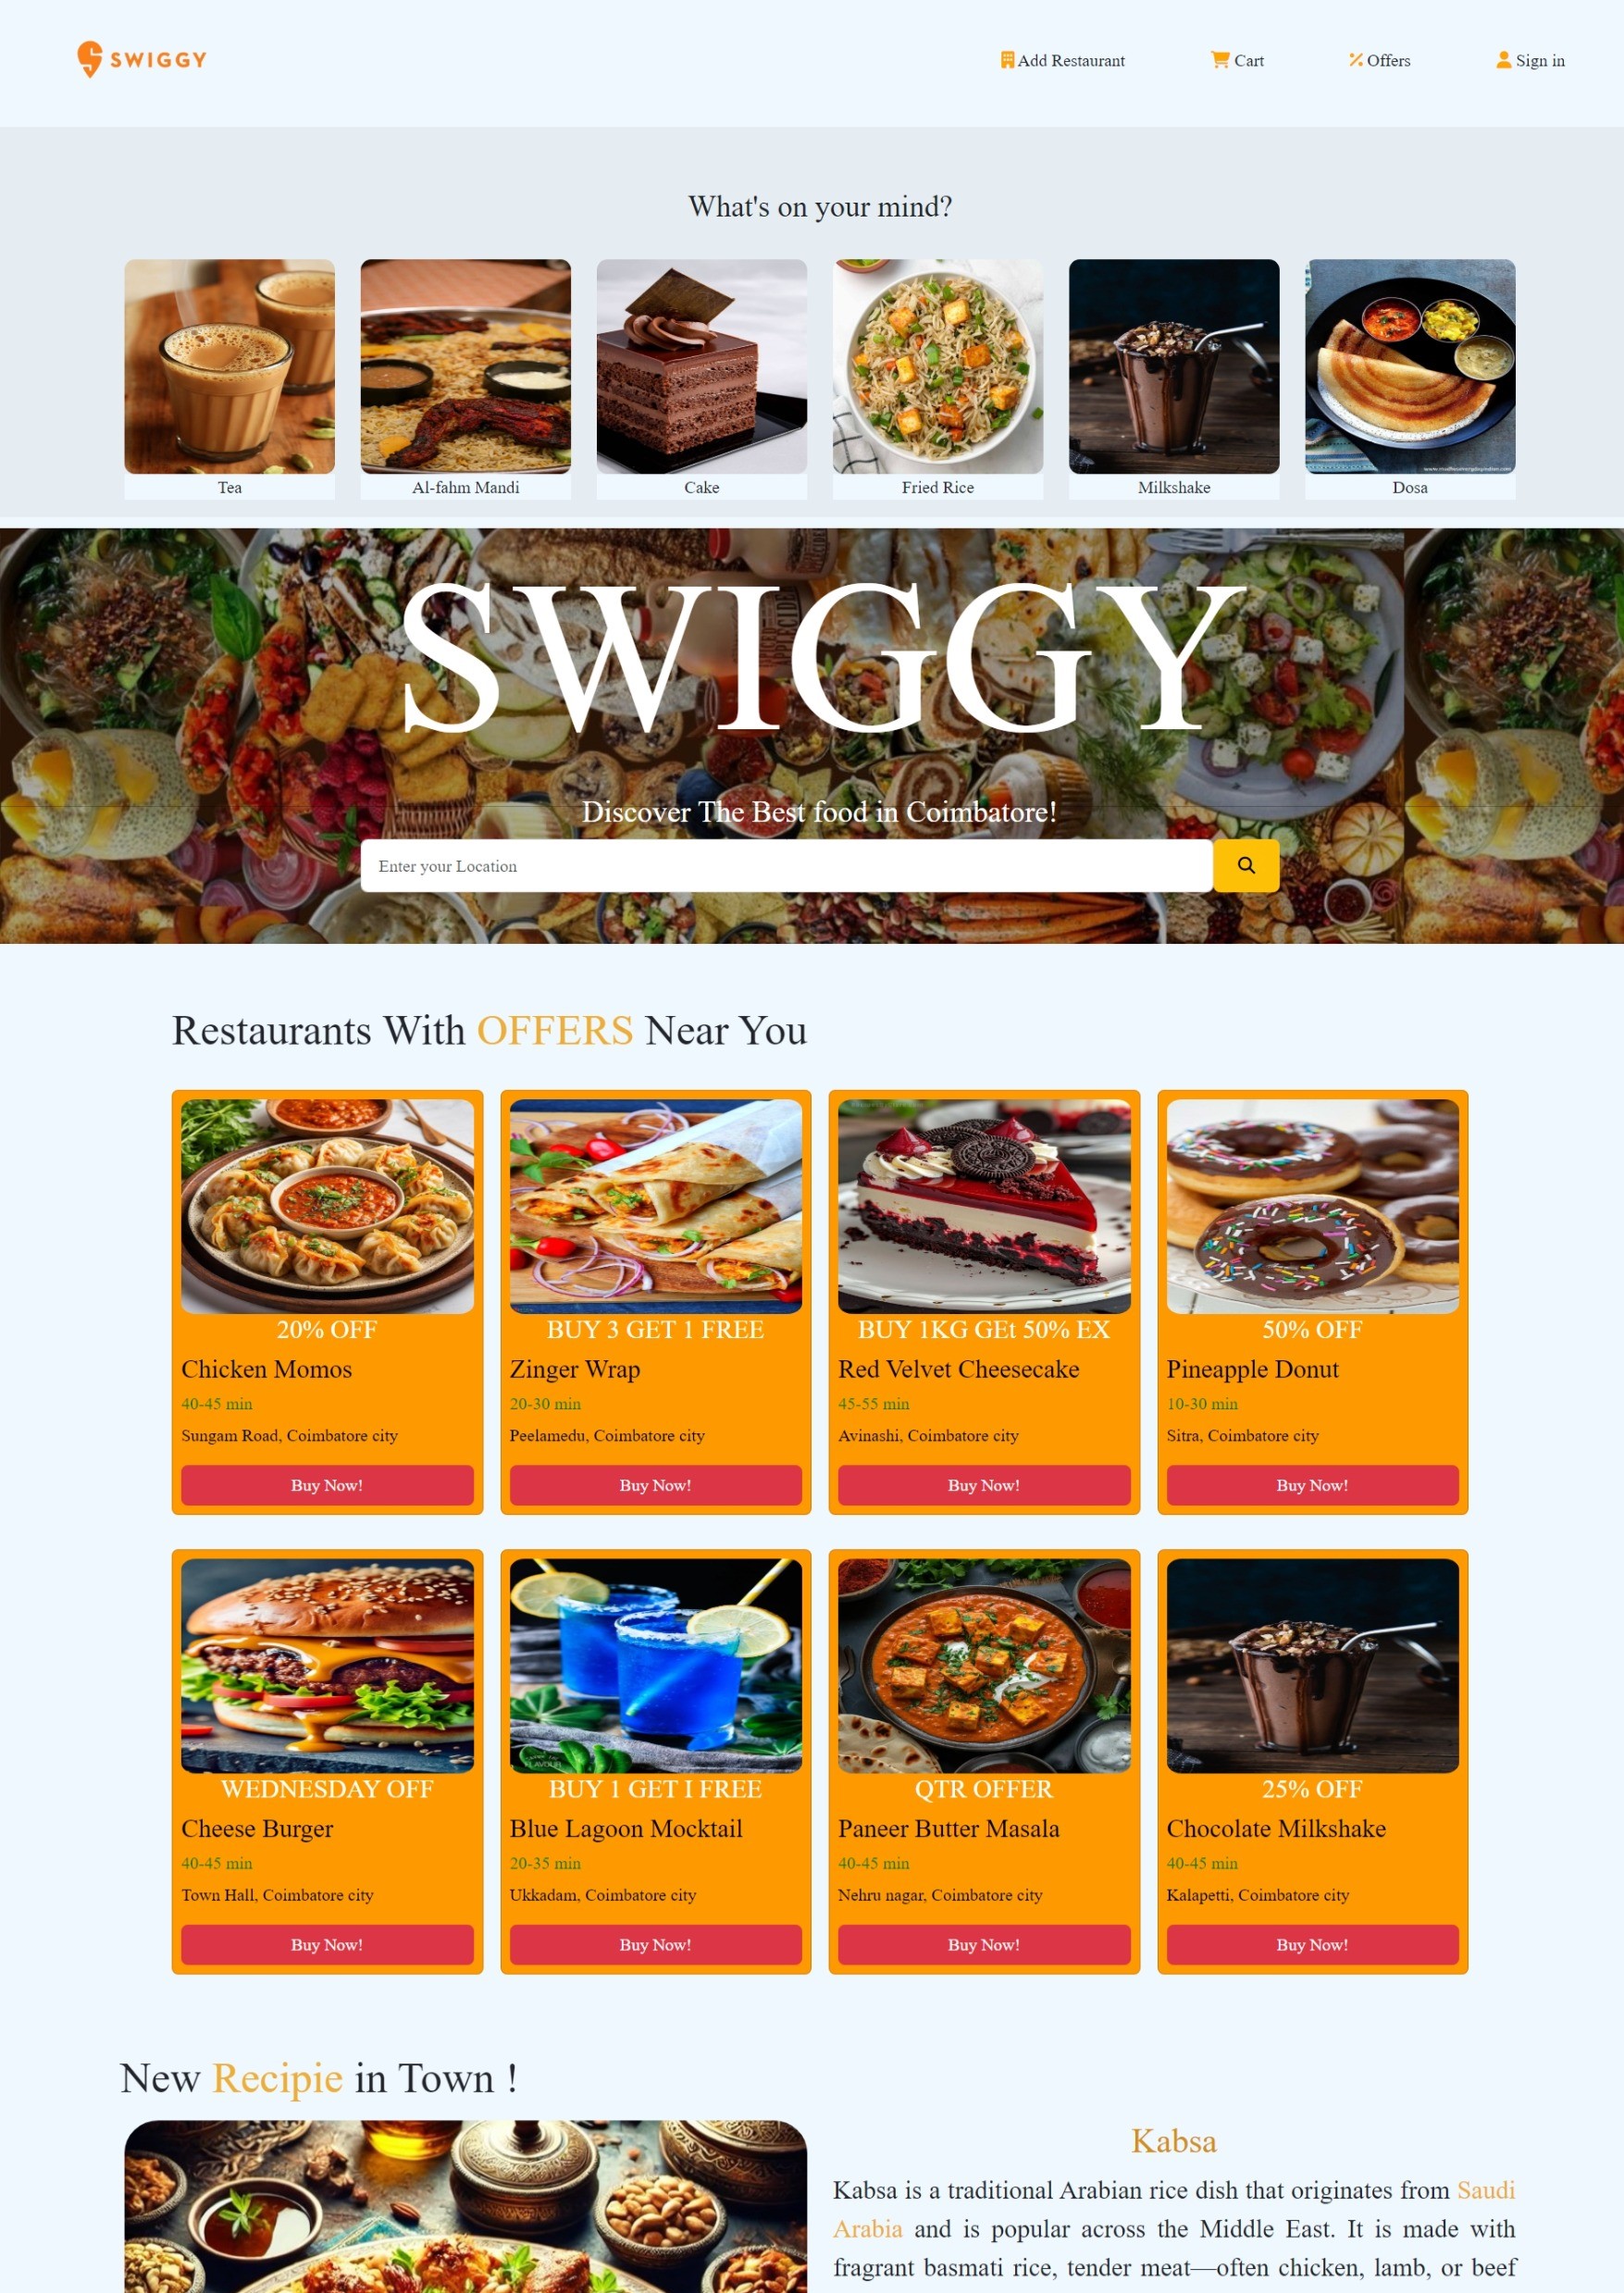 SWIGGY
Add Restaurant Cart Offers Sign in
What's on your mind?
Tea Al-fahm Mandi Cake Fried Rice Milkshake Dosa
SWIGGY
Discover The Best food in Coimbatore!
Enter your Location
Restaurants With OFFERS Near You
20% OFF BUY 3 GET 1 FREE BUY 1KG GEt 50% EX 50% OFF
Chicken Momos Zinger Wrap Red Velvet Cheesecake Pineapple Donut
40-45 min 20-30 min 45-55 min 10-30 min
Sungam Road, Coimbatore city Peelamedu, Coimbatore city Avinashi, Coimbatore city Sitra, Coimbatore city
Buy Now! Buy Now! Buy Now! Buy Now!
WEDNESDAY OFF BUY 1 GET I FREE QTR OFFER 25% OFF
Cheese Burger Blue Lagoon Mocktail Paneer Butter Masala Chocolate Milkshake
40-45 min 20-35 min 40-45 min 40-45 min
Town Hall, Coimbatore city Ukkadam, Coimbatore city Nehru nagar, Coimbatore city Kalapetti, Coimbatore city
Buy Now! Buy Now! Buy Now! Buy Now!
New Recipie in Town !
Kabsa
Kabsa is a traditional Arabian rice dish that originates from Saudi
Arabia and is popular across the Middle East. It is made with
fragrant basmati rice, tender meat—often chicken, lamb, or beef